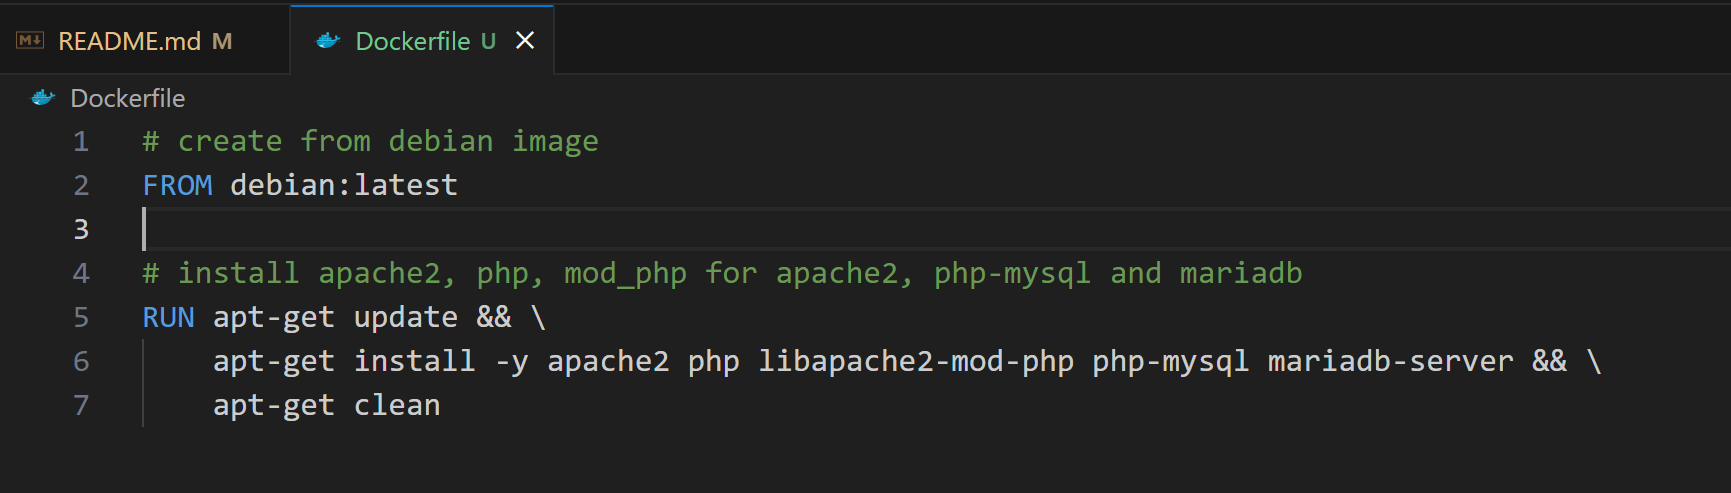 README.md M
Dockerfile U
Dockerfile
1 # create from debian image
2 FROM debian:latest
3
4 # install apache2, php, mod_php for apache2, php-mysql and mariadb
5 RUN apt-get update && \
6     apt-get install -y apache2 php libapache2-mod-php php-mysql mariadb-server && \
7     apt-get clean